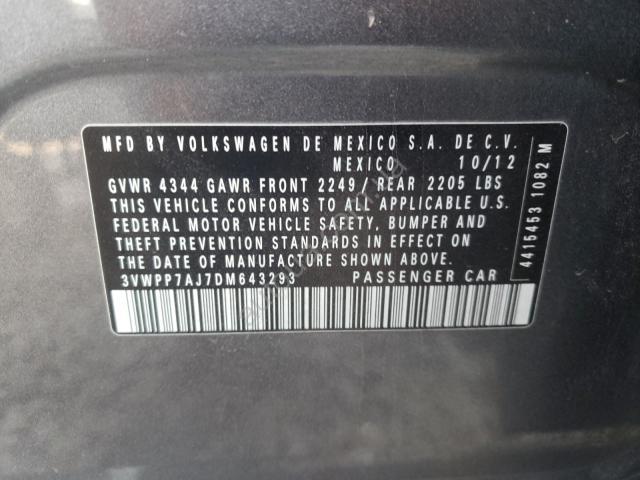 MFD BY VOLKSWAGEN DE MEXICO S.A. DE C.V.
MEXICO 10/12
GVWR 4344 GAWR FRONT 2249/ REAR 2205 LBS
THIS VEHICLE CONFORMS TO ALL APPLICABLE U.S.
FEDERAL MOTOR VEHICLE SAFETY, BUMPER AND
THEFT PREVENTION STANDARDS IN EFFECT ON
THE DATE OF MANUFACTURE SHOWN ABOVE.
3VWPP7AJ7DM643293 PASSENGER CAR
4415453 1082 M